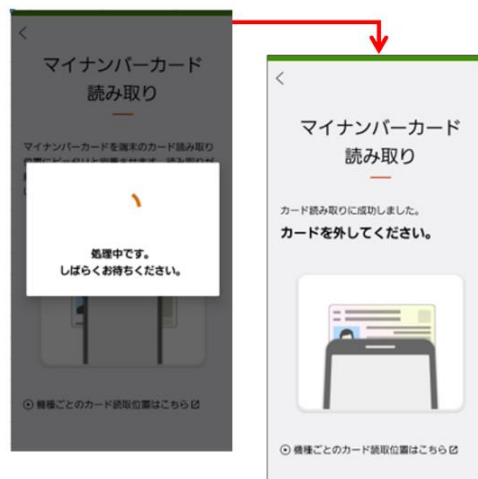 マイナンバーカード
読み取り
マイナンバーカードを端末のカード読み取り
処理中です。
しばらくお待ちください。
機種ごとのカード読取位置はこちら
マイナンバーカード
読み取り
カード読み取りに成功しました。
カードを外してください。
機種ごとのカード読取位置はこちら